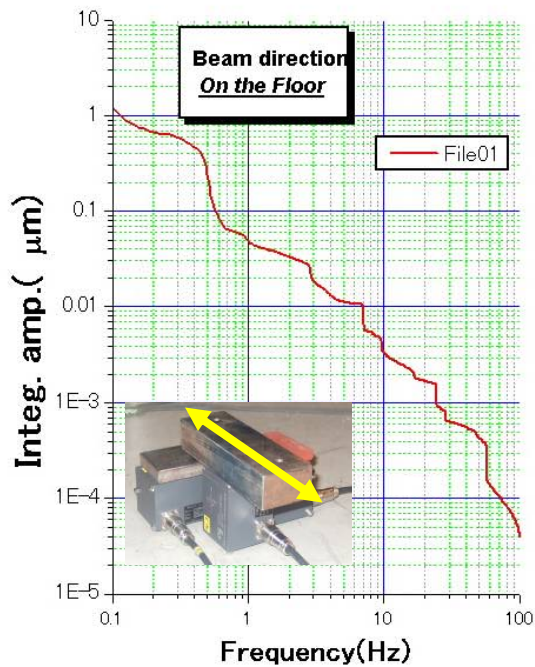 10
Beam direction
On the Floor
1
File01
0.1
Integ. amp.( μm)
0.01
1E-3
1E-4
1E-5
0.1
1
10
100
Frequency(Hz)